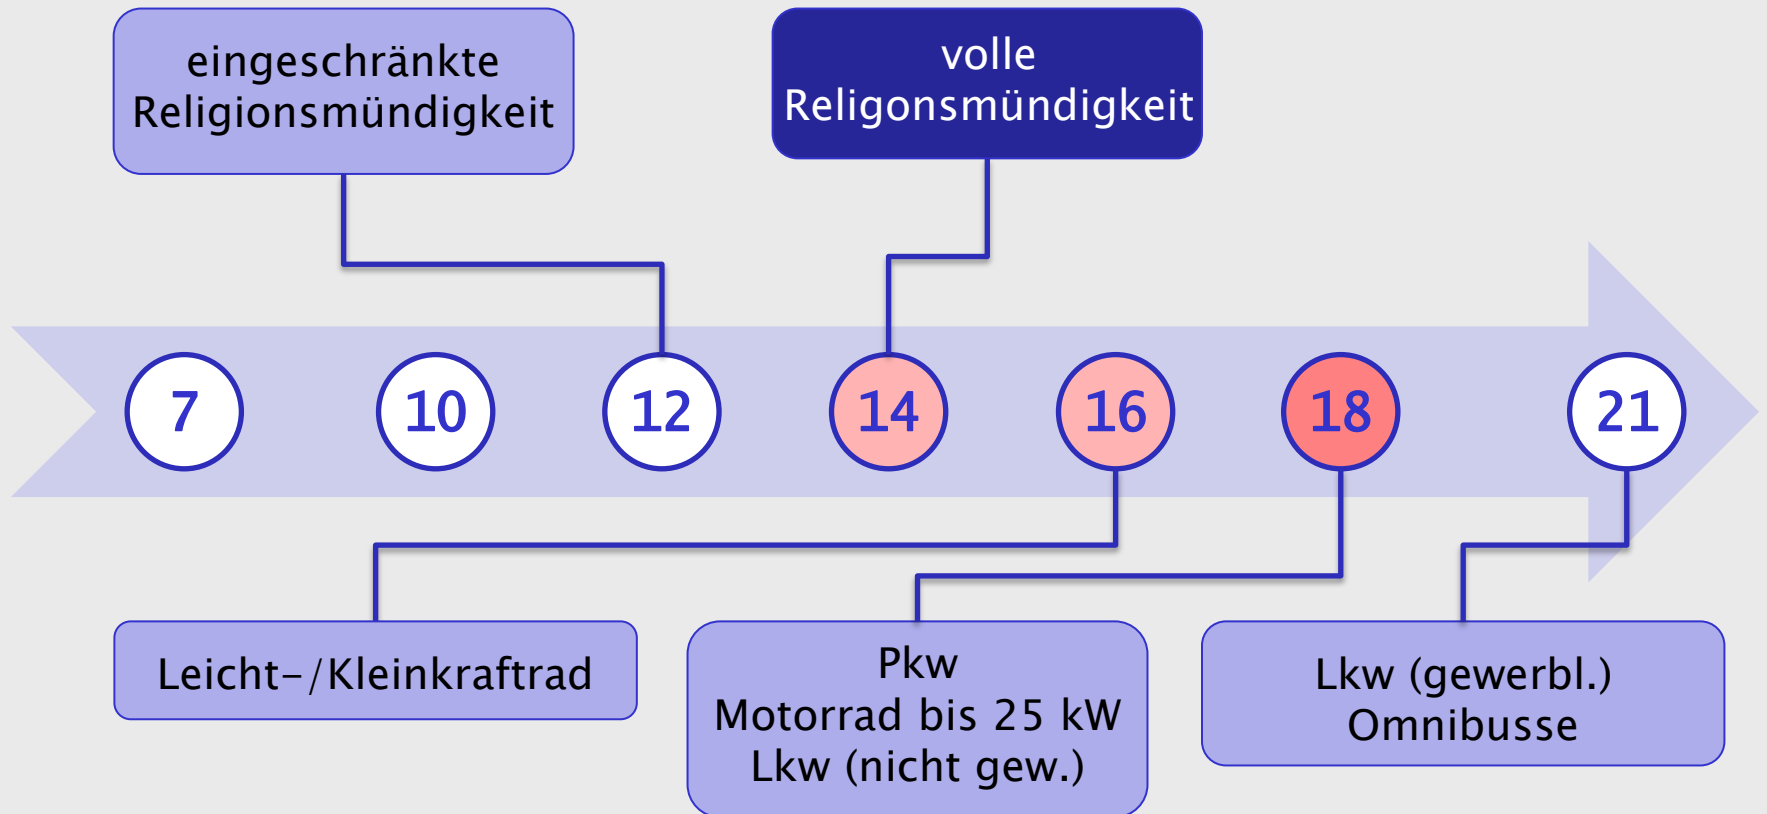 eingeschränkte
Religionsmündigkeit
volle
Religonsmündigkeit
7 10 12 14 16 18 21
Leicht-/Kleinkraftrad
Pkw
Motorrad bis 25 kW
Lkw (nicht gew.)
Lkw (gewerbl.)
Omnibusse